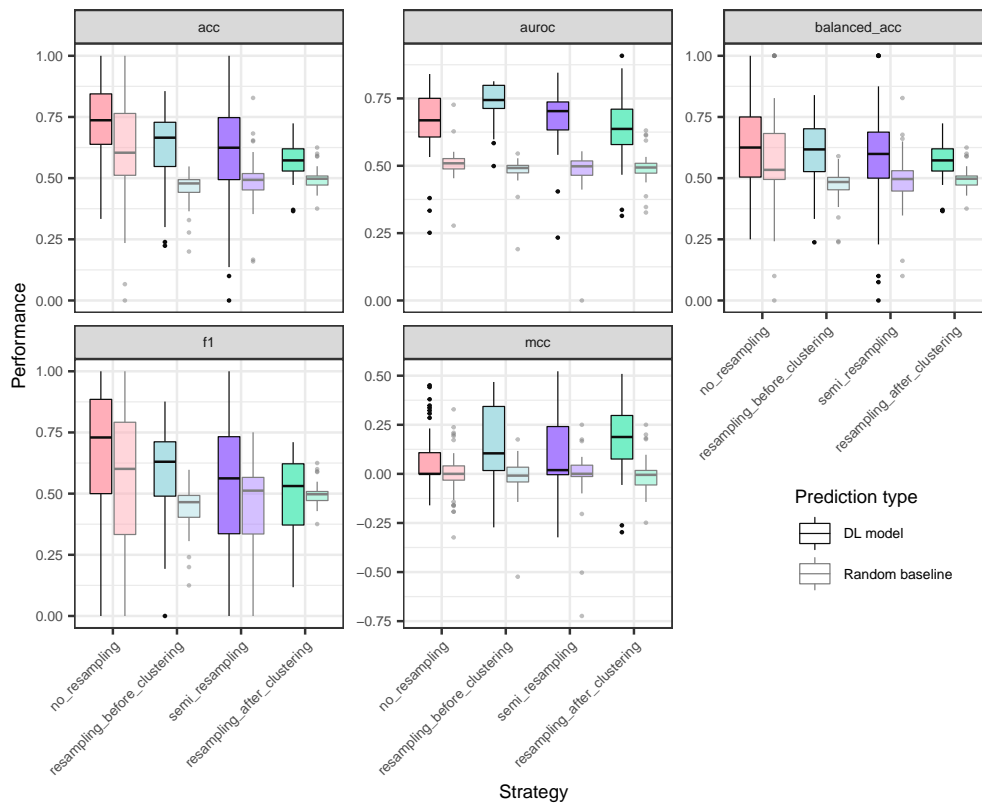 acc
auroc
balanced_acc
1.00
0.75
0.50
0.25
0.00
0.75
0.50
0.25
0.00
1.00
0.75
0.50
0.25
0.00
no_resampling
resampling_before_clustering
semi_resampling
resampling_after_clustering
f1
mcc
1.00
0.75
0.50
0.25
0.00
0.50
0.25
0.00
−0.25
−0.50
−0.75
no_resampling
resampling_before_clustering
semi_resampling
resampling_after_clustering
no_resampling
resampling_before_clustering
semi_resampling
resampling_after_clustering
Performance
Strategy
Prediction type
DL model
Random baseline